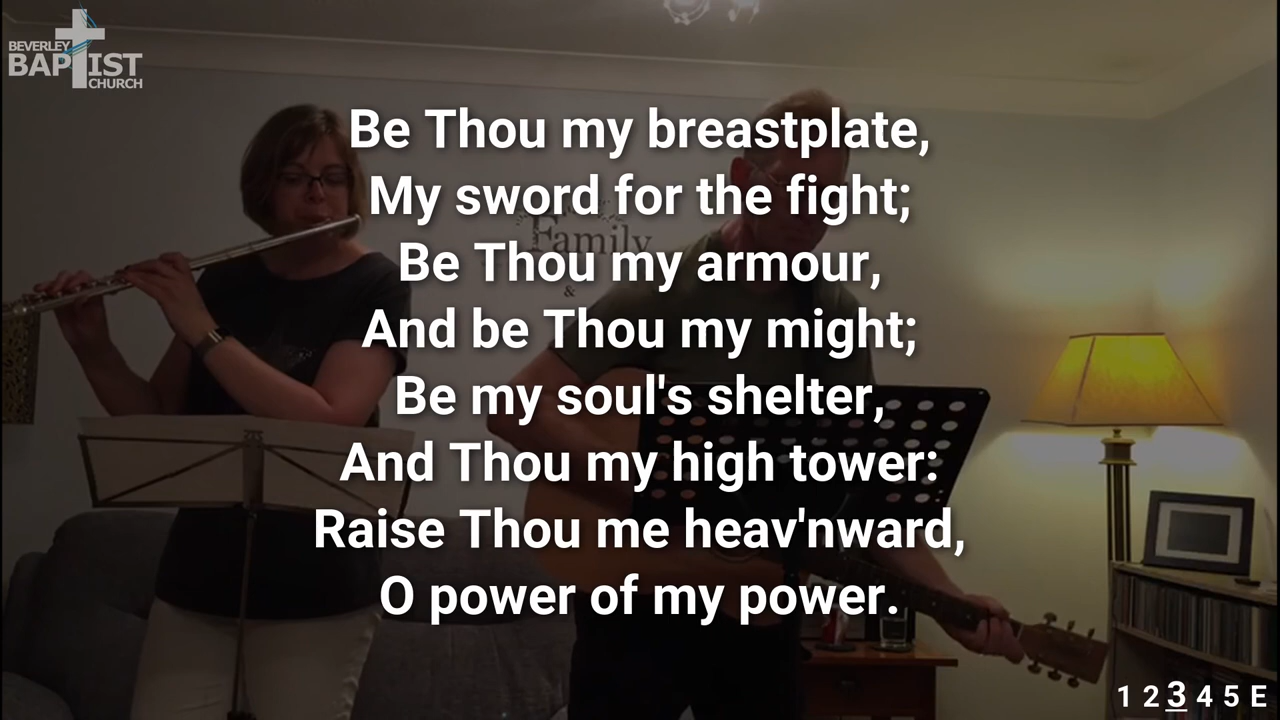 BEVERLEY
BAPTIST
CHURCH
Be Thou my breastplate,
My sword for the fight;
Family
Be Thou my armour,
&
And be Thou my might;
Be my soul's shelter,
And Thou my high tower:
Raise Thou me heav'nward,
O power of my power.
1 2 3 4 5 E